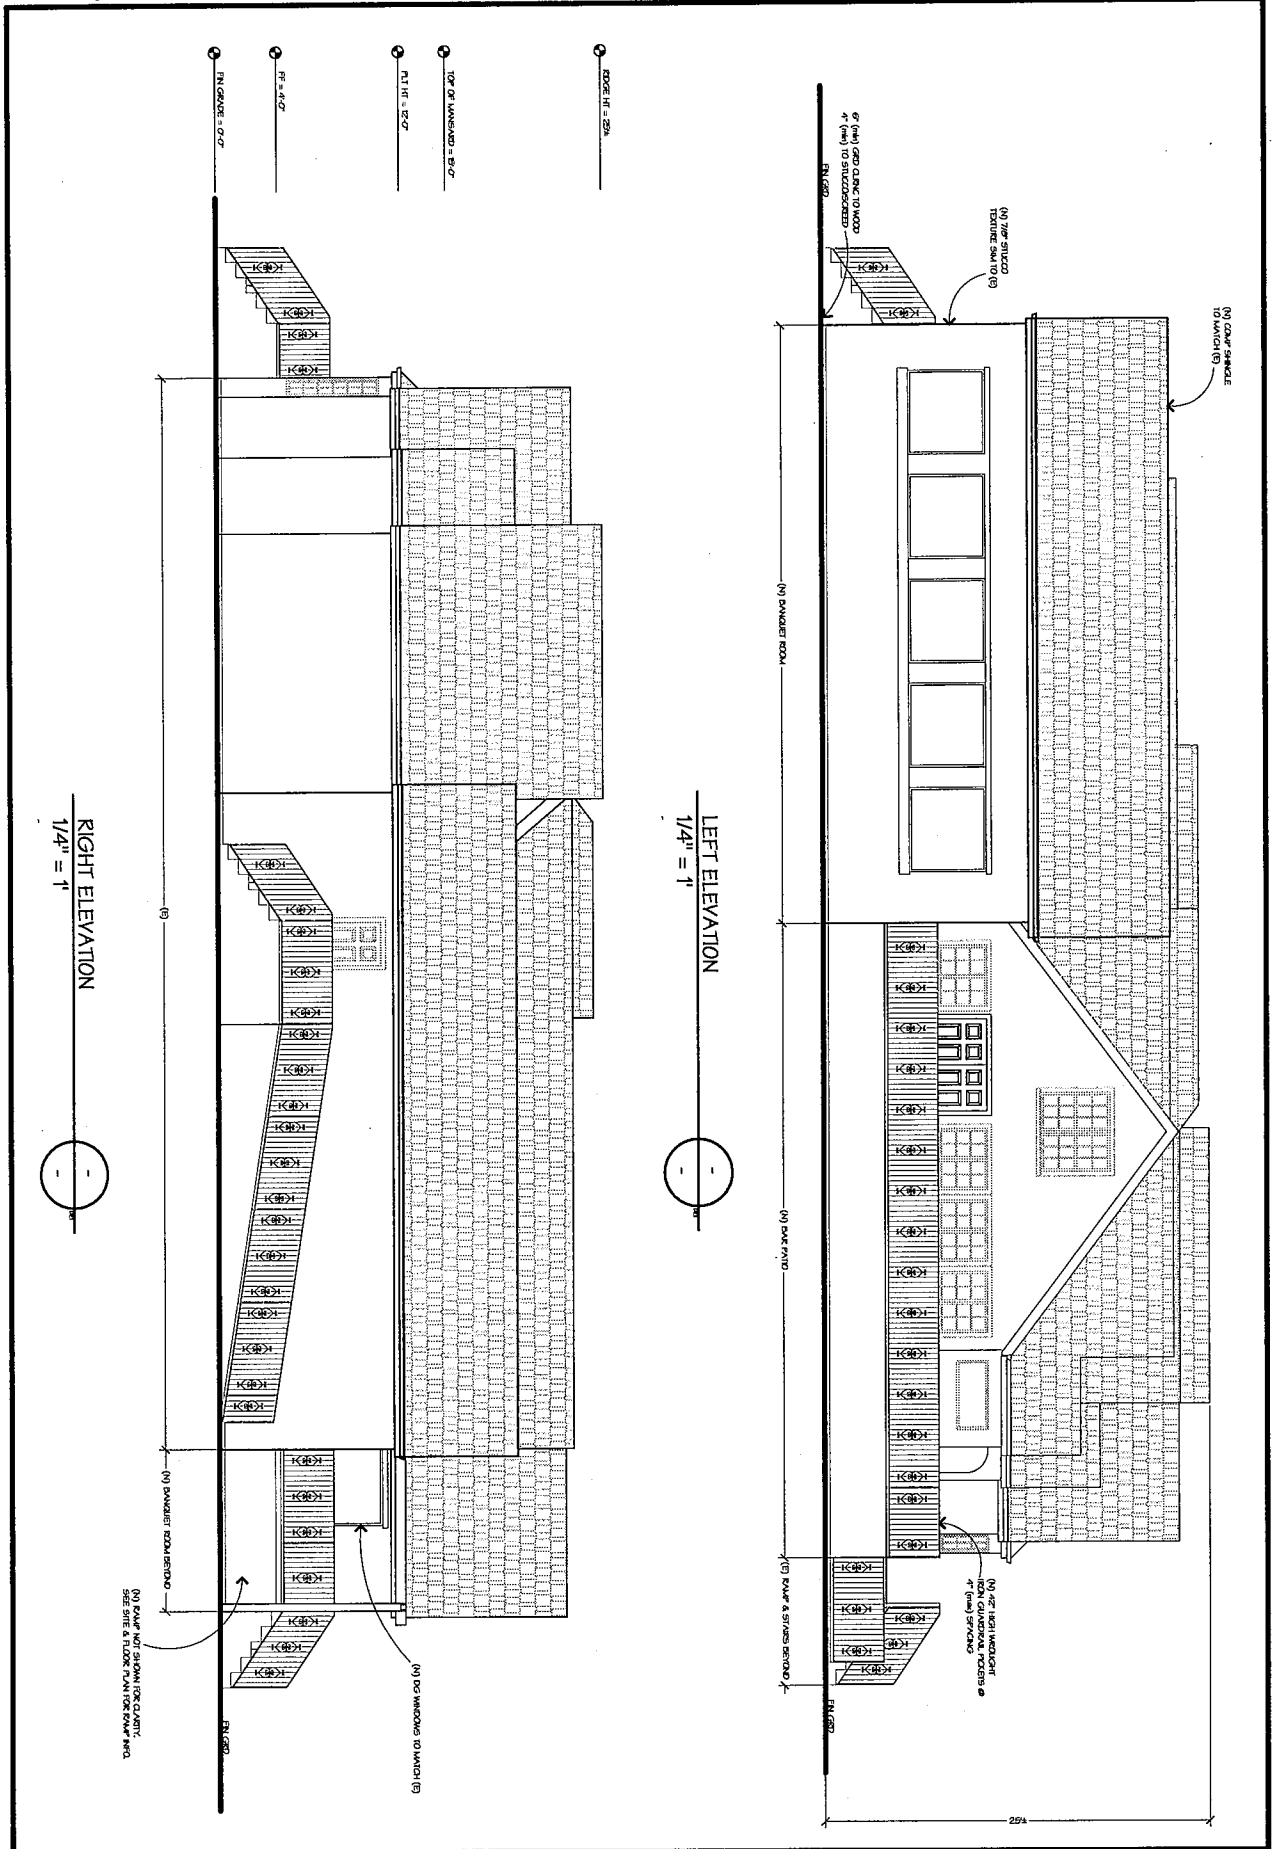 (N) COMP SHINGLE
TO MATCH (E)
(N) 7/8" STUCCO
TEXTURE SIM TO (E)
6" (min) GRD CLRNC TO WOOD
4" (min) TO STUCCO/SCREED
FIN GRD
(N) BANQUET ROOM
(N) BAR PATIO
(E) RAMP & STAIRS BEYOND
(N) 42" HIGH WROUGHT
IRON GUARDRAIL, PICKETS @
4" (max) SPACING
FIN GRD
25'±
LEFT ELEVATION
1/4" = 1'
-
-
RIDGE HT = 25'±
TOP OF MANSARD = 15'-0"
PLT HT = 12'-0"
FF = 4'-0"
FIN GRADE = 0'-0"
(E)
(N) BANQUET ROOM BEYOND
(N) DG WINDOWS TO MATCH (E)
(N) RAMP NOT SHOWN FOR CLARITY,
SEE SITE & FLOOR PLAN FOR RAMP INFO.
FIN GRD
RIGHT ELEVATION
1/4" = 1'
-
-